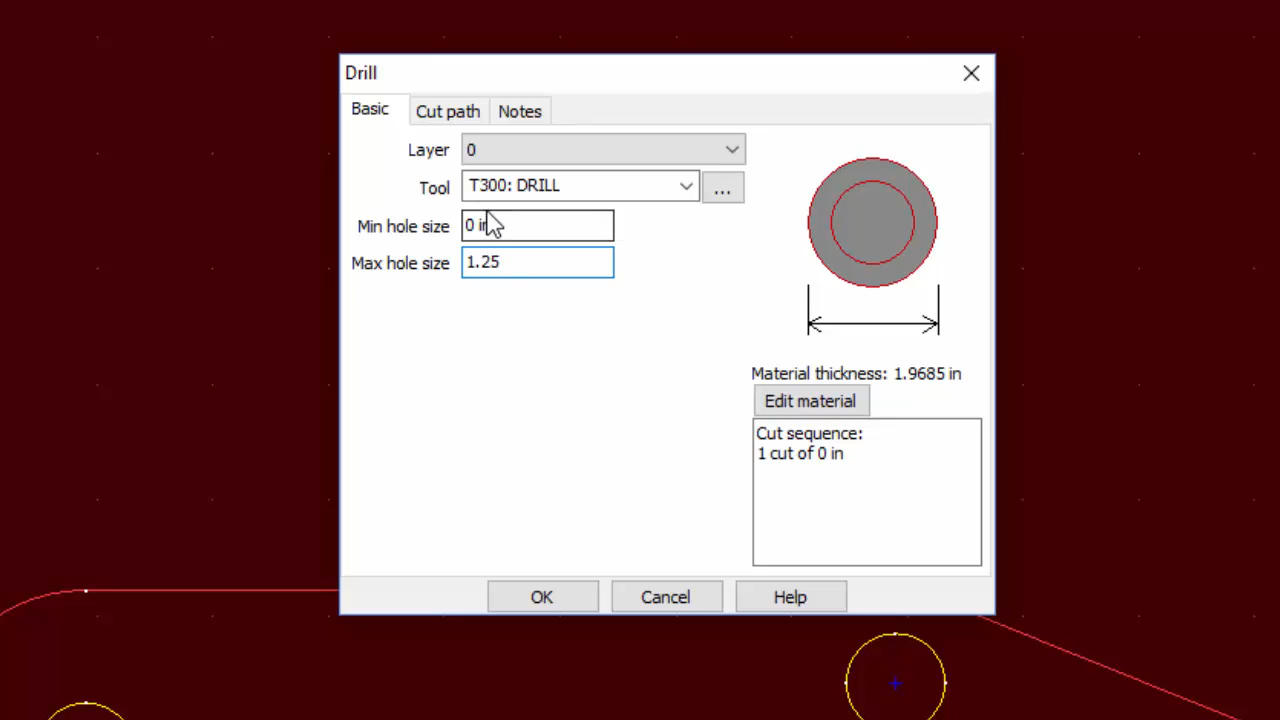 Drill
Basic Cut path Notes
Layer 0
Tool T300: DRILL ...
Min hole size 0 in
Max hole size 1.25
Material thickness: 1.9685 in
Edit material
Cut sequence:
1 cut of 0 in
OK Cancel Help